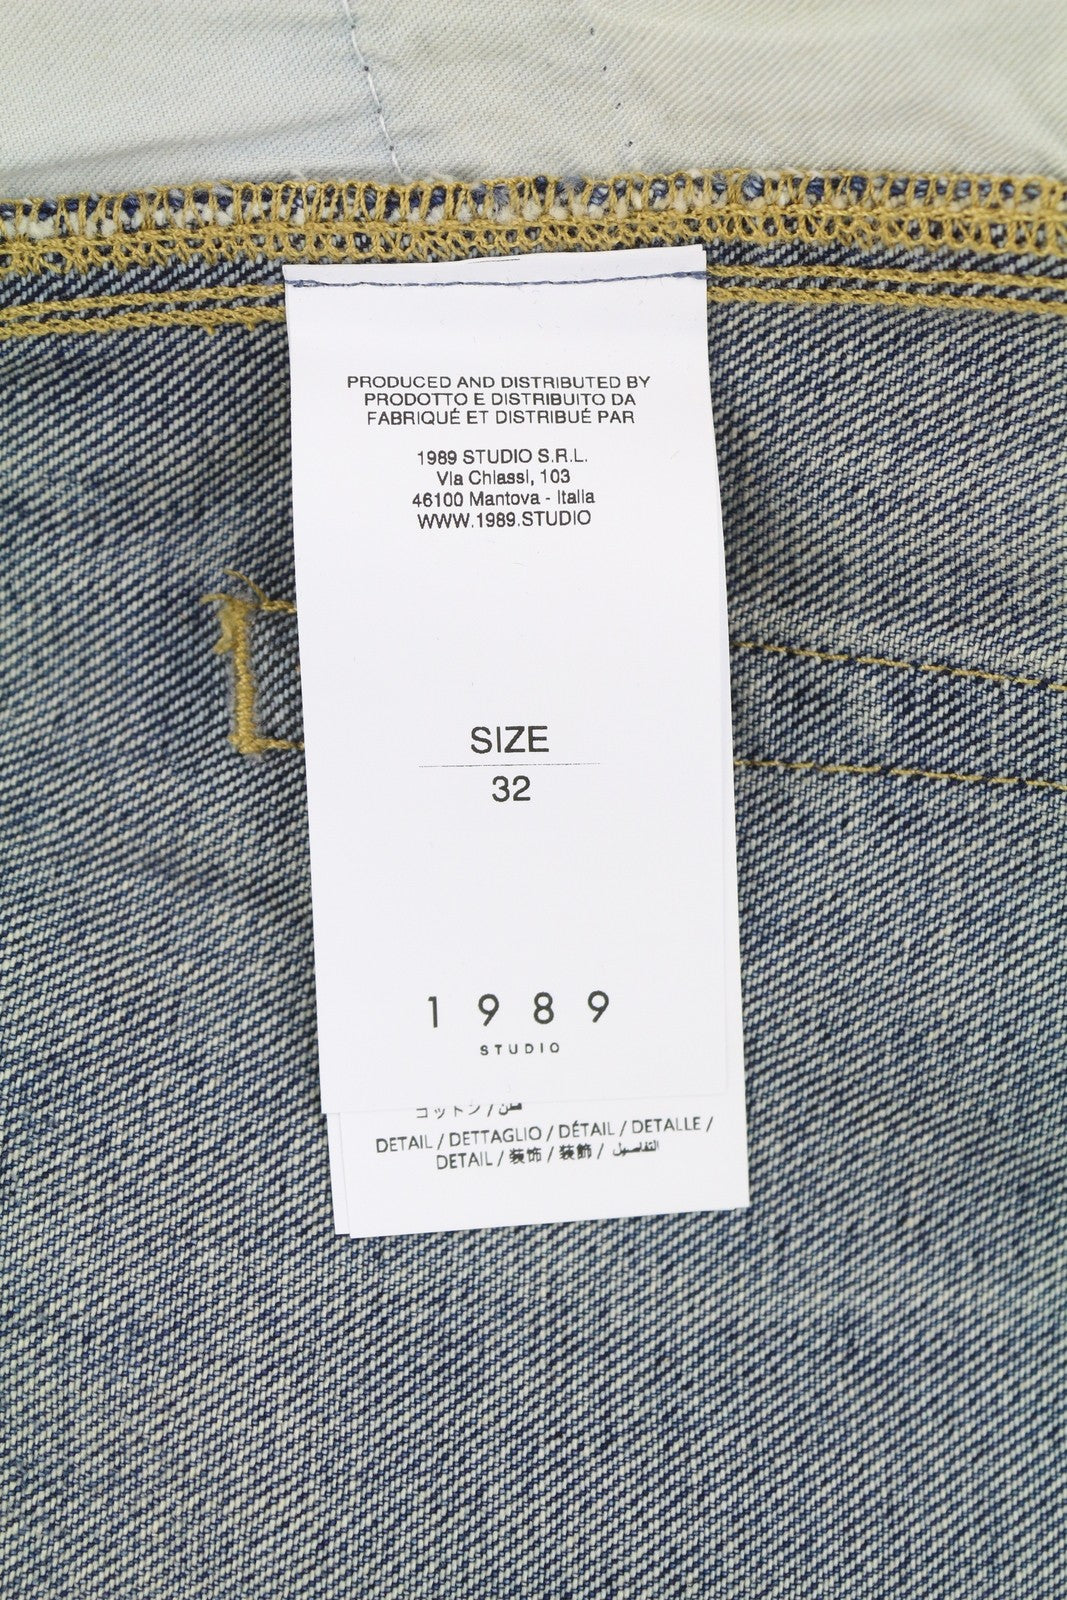 PRODUCED AND DISTRIBUTED BY
PRODOTTO E DISTRIBUITO DA
FABRIQUÉ ET DISTRIBUÉ PAR
1989 STUDIO S.R.L.
Via Chiassi, 103
46100 Mantova - Italia
WWW.1989.STUDIO
SIZE
32
1 9 8 9
STUDIO
コットン / قطن
DETAIL / DETTAGLIO / DÉTAIL / DETALLE /
DETAIL / 装饰 / 装飾 / التفاصيل